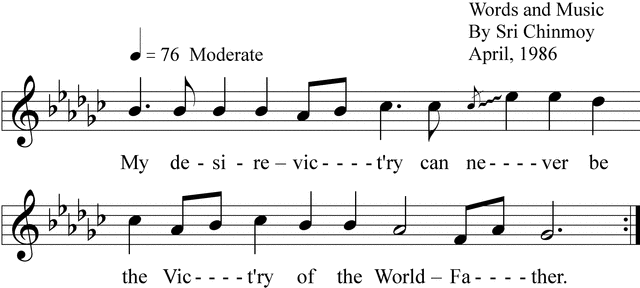 Words and Music
By Sri Chinmoy
April, 1986
= 76 Moderate
My de - si - re – vic - - - - t'ry can ne - - - - ver be
the Vic - - - - t'ry of the World – Fa - - - - ther.